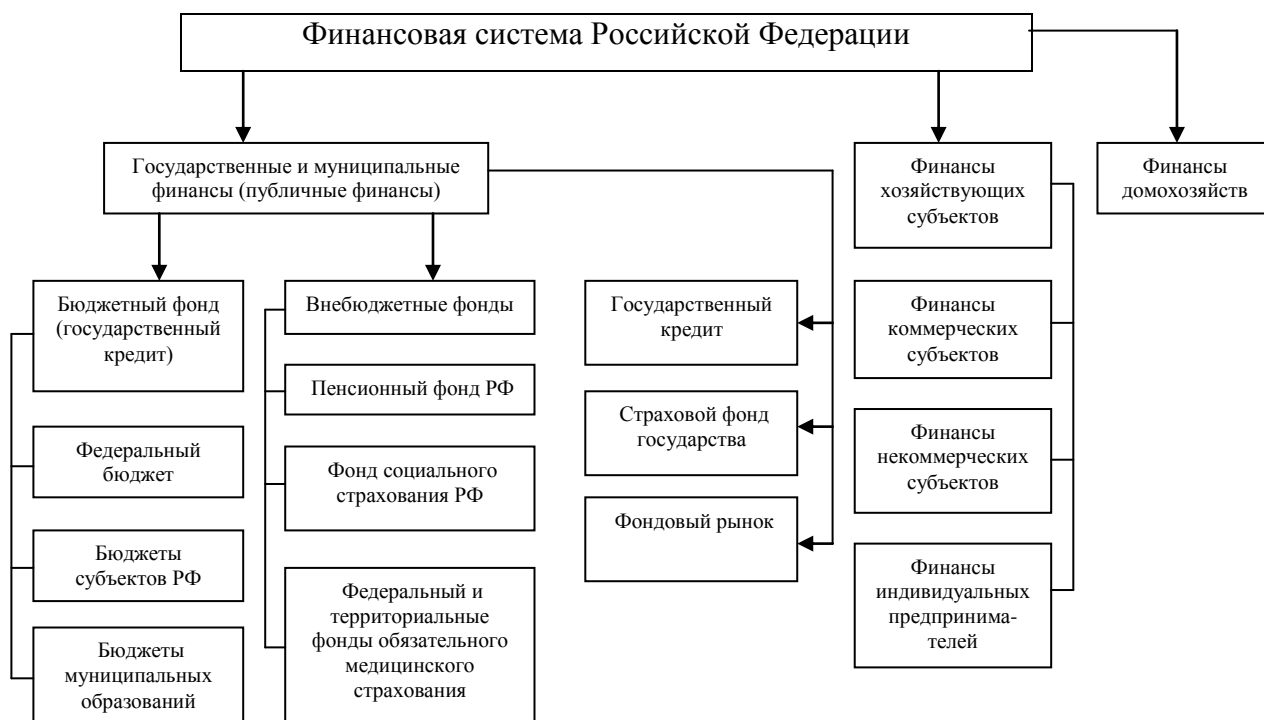 Финансовая система Российской Федерации
Государственные и муниципальные
финансы (публичные финансы)
Финансы
хозяйствующих
субъектов
Финансы
домохозяйств
Бюджетный фонд
(государственный
кредит)
Федеральный
бюджет
Бюджеты
субъектов РФ
Бюджеты
муниципальных
образований
Внебюджетные фонды
Пенсионный фонд РФ
Фонд социального
страхования РФ
Федеральный и
территориальные
фонды обязательного
медицинского
страхования
Государственный
кредит
Страховой фонд
государства
Фондовый рынок
Финансы
коммерческих
субъектов
Финансы
некоммерческих
субъектов
Финансы
индивидуальных
предпринима-
телей